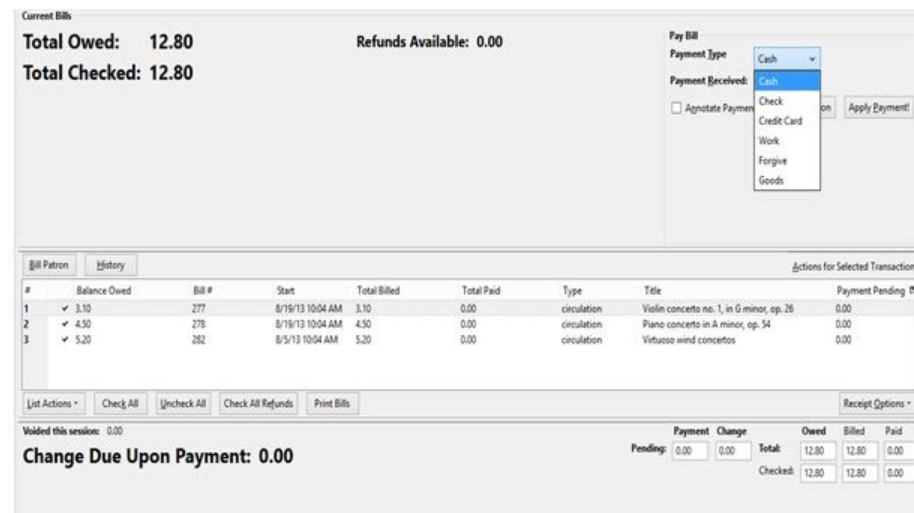 Current Bills
Total Owed: 12.80
Refunds Available: 0.00
Total Checked: 12.80
Pay Bill
Payment Type Cash
Payment Received: Cash
Check
Credit Card
Work
Forgive
Goods
Annotate Paymen on Apply Payment!
Bill Patron History Actions for Selected Transaction
# Balance Owed Bill # Start Total Billed Total Paid Type Title Payment Pending
1 ✔ 3.10 277 8/19/13 10:04 AM 3.10 0.00 circulation Violin concerto no. 1, in G minor, op. 26 0.00
2 ✔ 4.50 278 8/19/13 10:04 AM 4.50 0.00 circulation Piano concerto in A minor, op. 54 0.00
3 ✔ 5.20 282 8/5/13 10:04 AM 5.20 0.00 circulation Virtuoso wind concertos 0.00
List Actions Check All Uncheck All Check All Refunds Print Bills Receipt Options
Voided this session: 0.00
Change Due Upon Payment: 0.00
Payment Change Owed Billed Paid
Pending: 0.00 0.00 Total: 12.80 12.80 0.00
Checked: 12.80 12.80 0.00